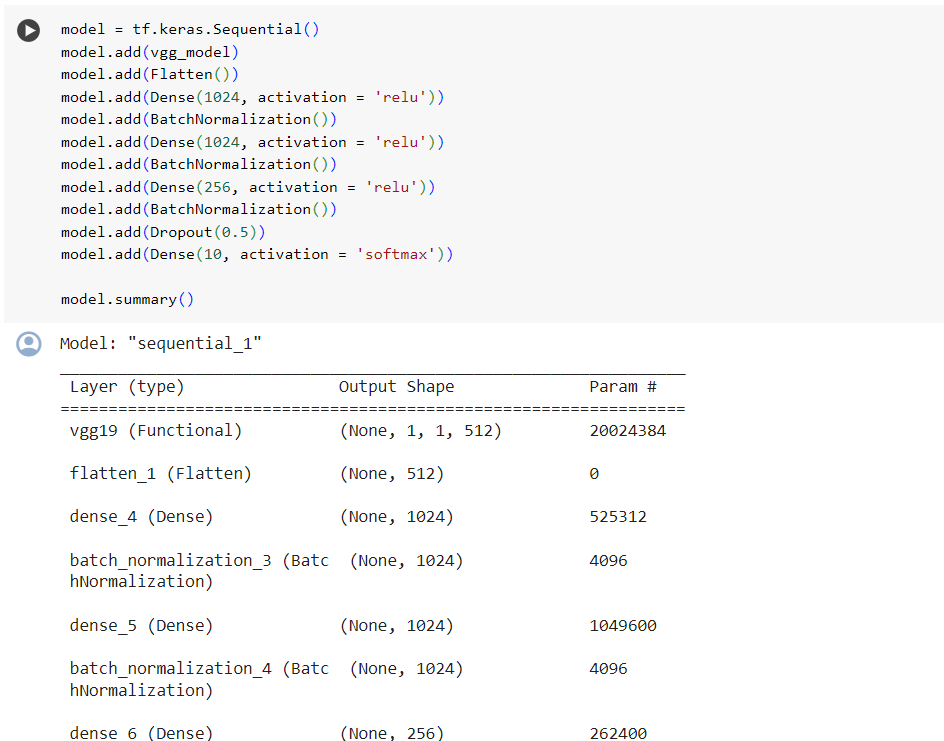 model = tf.keras.Sequential()
model.add(vgg_model)
model.add(Flatten())
model.add(Dense(1024, activation = 'relu'))
model.add(BatchNormalization())
model.add(Dense(1024, activation = 'relu'))
model.add(BatchNormalization())
model.add(Dense(256, activation = 'relu'))
model.add(BatchNormalization())
model.add(Dropout(0.5))
model.add(Dense(10, activation = 'softmax'))
model.summary()
Model: "sequential_1"
Layer (type) Output Shape Param #
vgg19 (Functional) (None, 1, 1, 512) 20024384
flatten_1 (Flatten) (None, 512) 0
dense_4 (Dense) (None, 1024) 525312
batch_normalization_3 (Batc (None, 1024) 4096
hNormalization)
dense_5 (Dense) (None, 1024) 1049600
batch_normalization_4 (Batc (None, 1024) 4096
hNormalization)
dense 6 (Dense) (None, 256) 262400